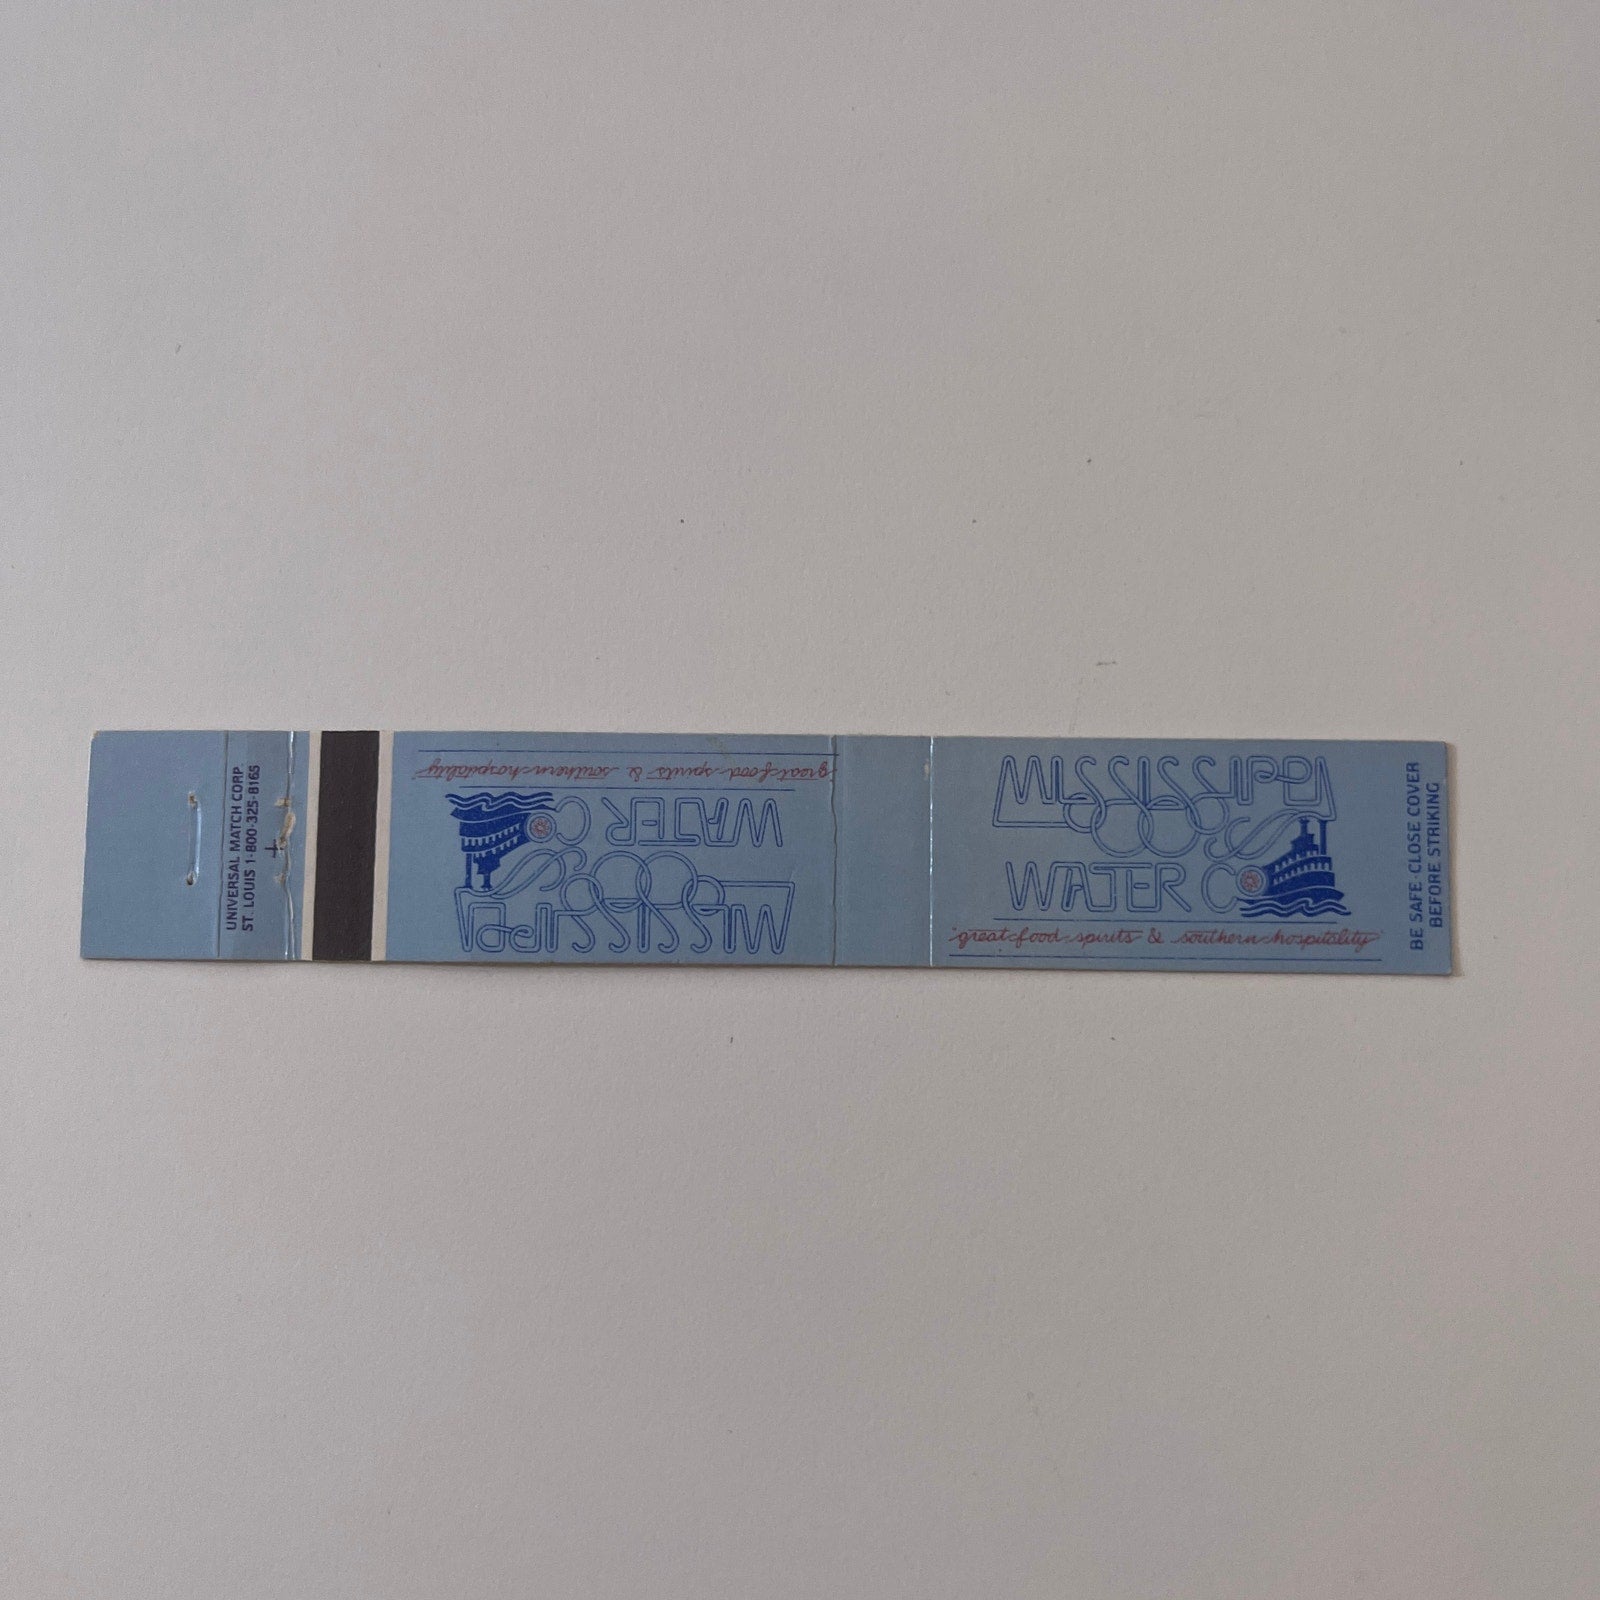 UNIVERSAL MATCH CORP.
ST. LOUIS 1-800-325-8165
"great food spirits & southern hospitality"
WATER CO
MISSISSIPPI
MISSISSIPPI
WATER CO
"great food spirits & southern hospitality"
BE SAFE-CLOSE COVER
BEFORE STRIKING